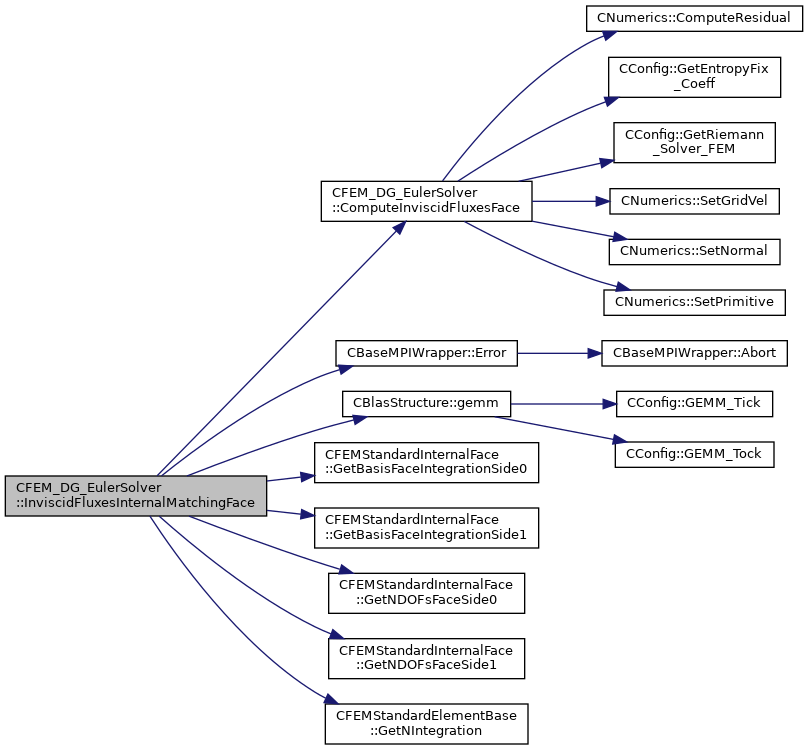 CNumerics::ComputeResidual
CConfig::GetEntropyFix
_Coeff
CConfig::GetRiemann
_Solver_FEM
CFEM_DG_EulerSolver
::ComputeInviscidFluxesFace
CNumerics::SetGridVel
CNumerics::SetNormal
CNumerics::SetPrimitive
CBaseMPIWrapper::Error
CBaseMPIWrapper::Abort
CBlasStructure::gemm
CConfig::GEMM_Tick
CConfig::GEMM_Tock
CFEMStandardInternalFace
::GetBasisFaceIntegrationSide0
CFEM_DG_EulerSolver
::InviscidFluxesInternalMatchingFace
CFEMStandardInternalFace
::GetBasisFaceIntegrationSide1
CFEMStandardInternalFace
::GetNDOFsFaceSide0
CFEMStandardInternalFace
::GetNDOFsFaceSide1
CFEMStandardElementBase
::GetNIntegration